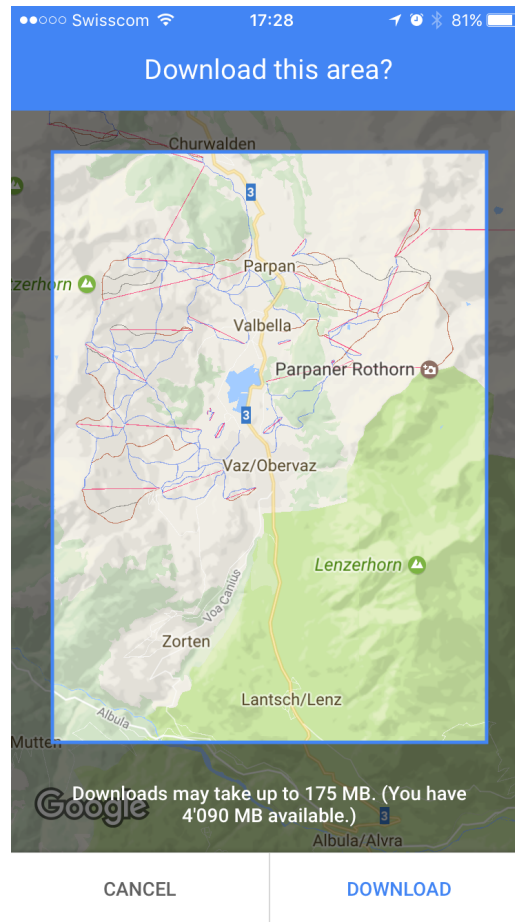 Swisscom 17:28 81%
Download this area?
Churwalden
3
Parpan
zerhorn
Valbella
Parpaner Rothorn
3
Vaz/Obervaz
Lenzerhorn
Voa Canius
Zorten
Lantsch/Lenz
Albula
Mutten
Google
Downloads may take up to 175 MB. (You have
4'090 MB available.)
3
Albula/Alvra
CANCEL DOWNLOAD